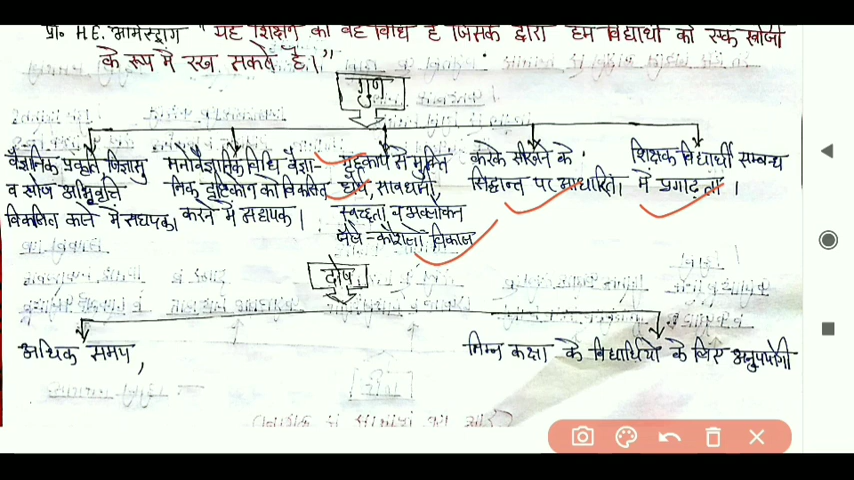 प्रो. H.E. आर्मस्ट्रांग "यह शिक्षण की वह विधि है जिसके द्वारा हम विद्यार्थी को एक खोजी
के रूप में रख सकते है।"
गुण
वैज्ञानिक प्रकृति जिज्ञासु
व खोज अभिवृत्ति
विकसित करने में सहायक।
मनोवैज्ञानिक विधि वैज्ञा-
निक दृष्टिकोण को विकसित
करने में सहायक।
गृहकार्य से मुक्ति
धैर्य, सावधानी
स्वच्छता, व अवलोकन
जैसे - कौशलों विकास
करके सीखने के
सिद्धान्त पर आधारित।
शिक्षक विद्यार्थी सम्बन्ध
में प्रगाढ़ता।
दोष
अधिक समय,
निम्न कक्षा के विद्यार्थियों के लिए अनुपयोगी